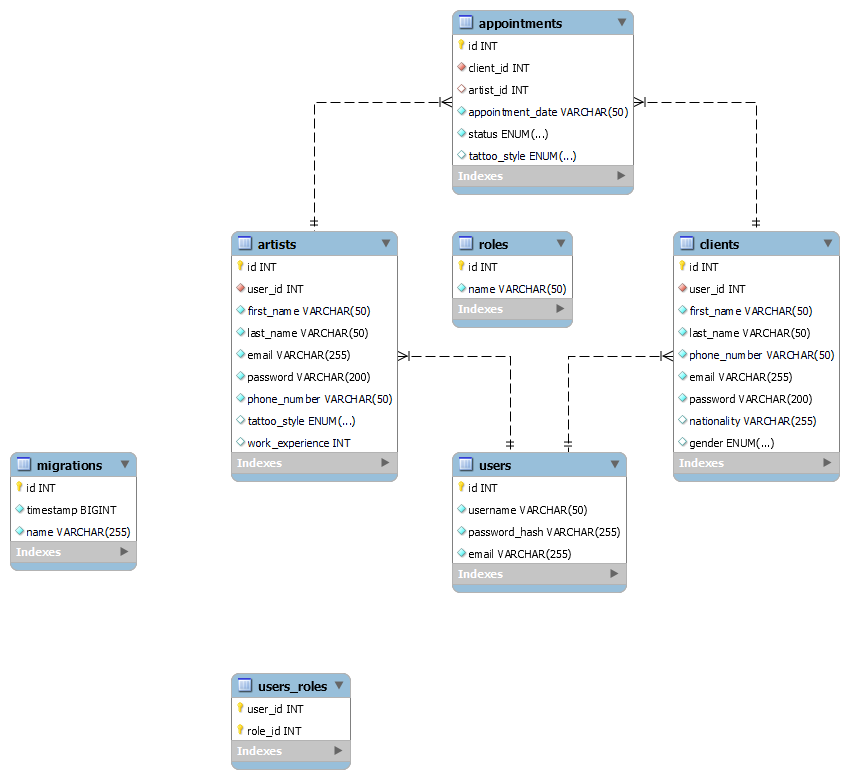 appointments
id INT
client_id INT
artist_id INT
appointment_date VARCHAR(50)
status ENUM(...)
tattoo_style ENUM(...)
Indexes
artists
id INT
user_id INT
first_name VARCHAR(50)
last_name VARCHAR(50)
email VARCHAR(255)
password VARCHAR(200)
phone_number VARCHAR(50)
tattoo_style ENUM(...)
work_experience INT
Indexes
roles
id INT
name VARCHAR(50)
Indexes
clients
id INT
user_id INT
first_name VARCHAR(50)
last_name VARCHAR(50)
phone_number VARCHAR(50)
email VARCHAR(255)
password VARCHAR(200)
nationality VARCHAR(255)
gender ENUM(...)
Indexes
migrations
id INT
timestamp BIGINT
name VARCHAR(255)
Indexes
users
id INT
username VARCHAR(50)
password_hash VARCHAR(255)
email VARCHAR(255)
Indexes
users_roles
user_id INT
role_id INT
Indexes